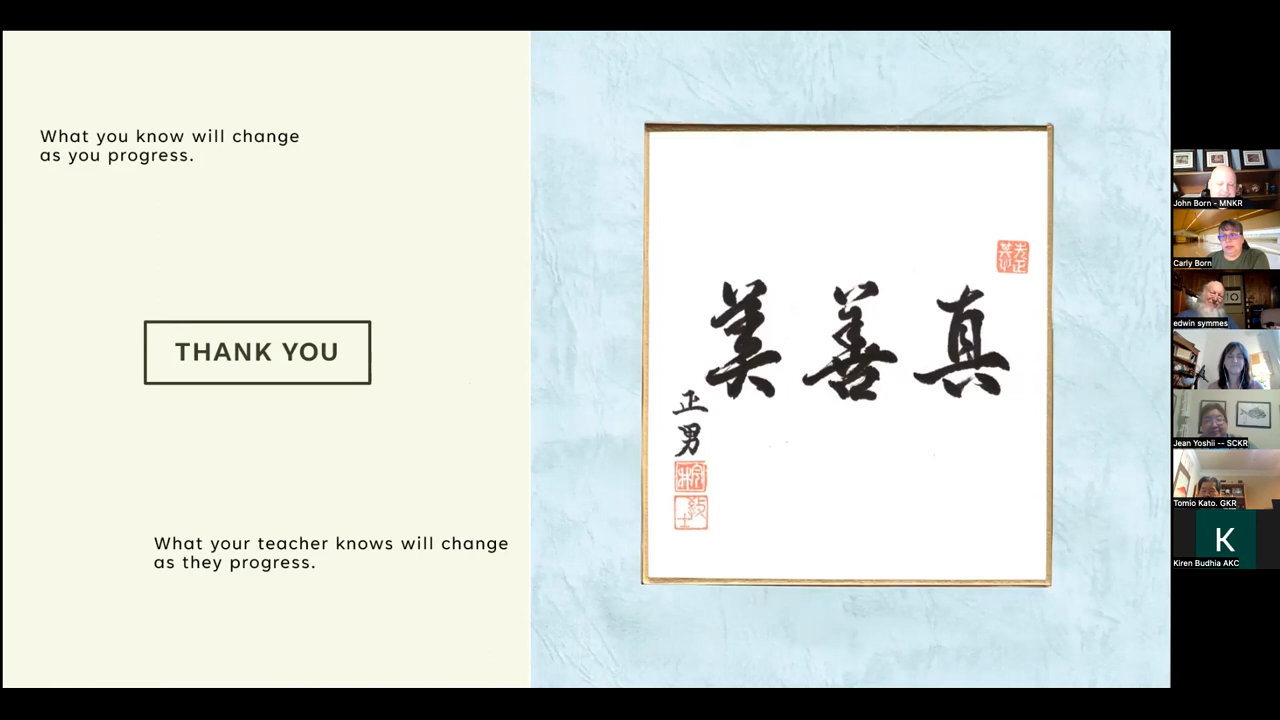 What you know will change
as you progress.
THANK YOU
What your teacher knows will change
as they progress.
真善美
正男
John Born - MNKR
Carly Born
edwin symmes
Jean Yoshii -- SCKR
Tomio Kato. GKR
K
Kiren Budhia AKC